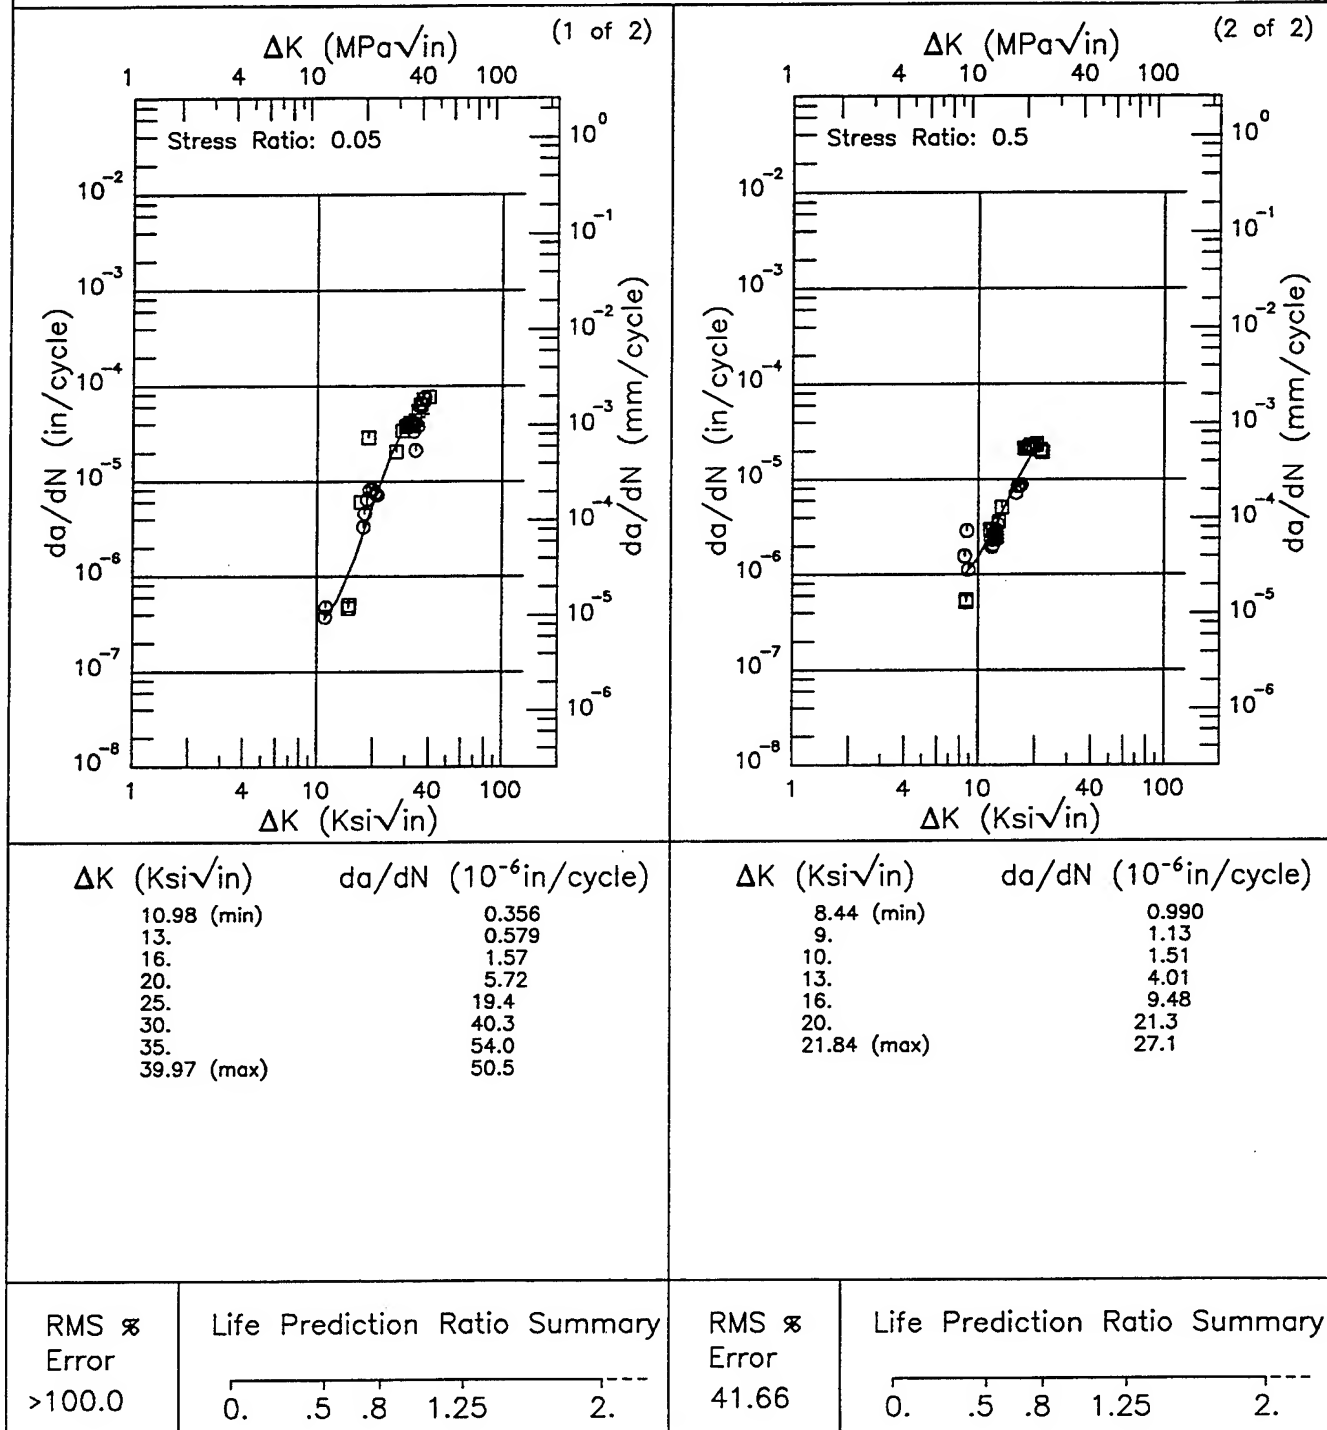 (1 of 2)
ΔK (MPa√in)
1 4 10 40 100
Stress Ratio: 0.05
10⁰
10⁻²
10⁻¹
10⁻³
10⁻²
10⁻⁴
10⁻³
10⁻⁵
10⁻⁴
10⁻⁶
10⁻⁵
10⁻⁷
10⁻⁶
10⁻⁸
da/dN (in/cycle)
da/dN (mm/cycle)
1 4 10 40 100
ΔK (Ksi√in)
ΔK (Ksi√in) da/dN (10⁻⁶in/cycle)
10.98 (min) 0.356
13. 0.579
16. 1.57
20. 5.72
25. 19.4
30. 40.3
35. 54.0
39.97 (max) 50.5
RMS %
Error
>100.0
Life Prediction Ratio Summary
0. .5 .8 1.25 2.
(2 of 2)
ΔK (MPa√in)
1 4 10 40 100
Stress Ratio: 0.5
10⁰
10⁻²
10⁻¹
10⁻³
10⁻²
10⁻⁴
10⁻³
10⁻⁵
10⁻⁴
10⁻⁶
10⁻⁵
10⁻⁷
10⁻⁶
10⁻⁸
da/dN (in/cycle)
da/dN (mm/cycle)
1 4 10 40 100
ΔK (Ksi√in)
ΔK (Ksi√in) da/dN (10⁻⁶in/cycle)
8.44 (min) 0.990
9. 1.13
10. 1.51
13. 4.01
16. 9.48
20. 21.3
21.84 (max) 27.1
RMS %
Error
41.66
Life Prediction Ratio Summary
0. .5 .8 1.25 2.